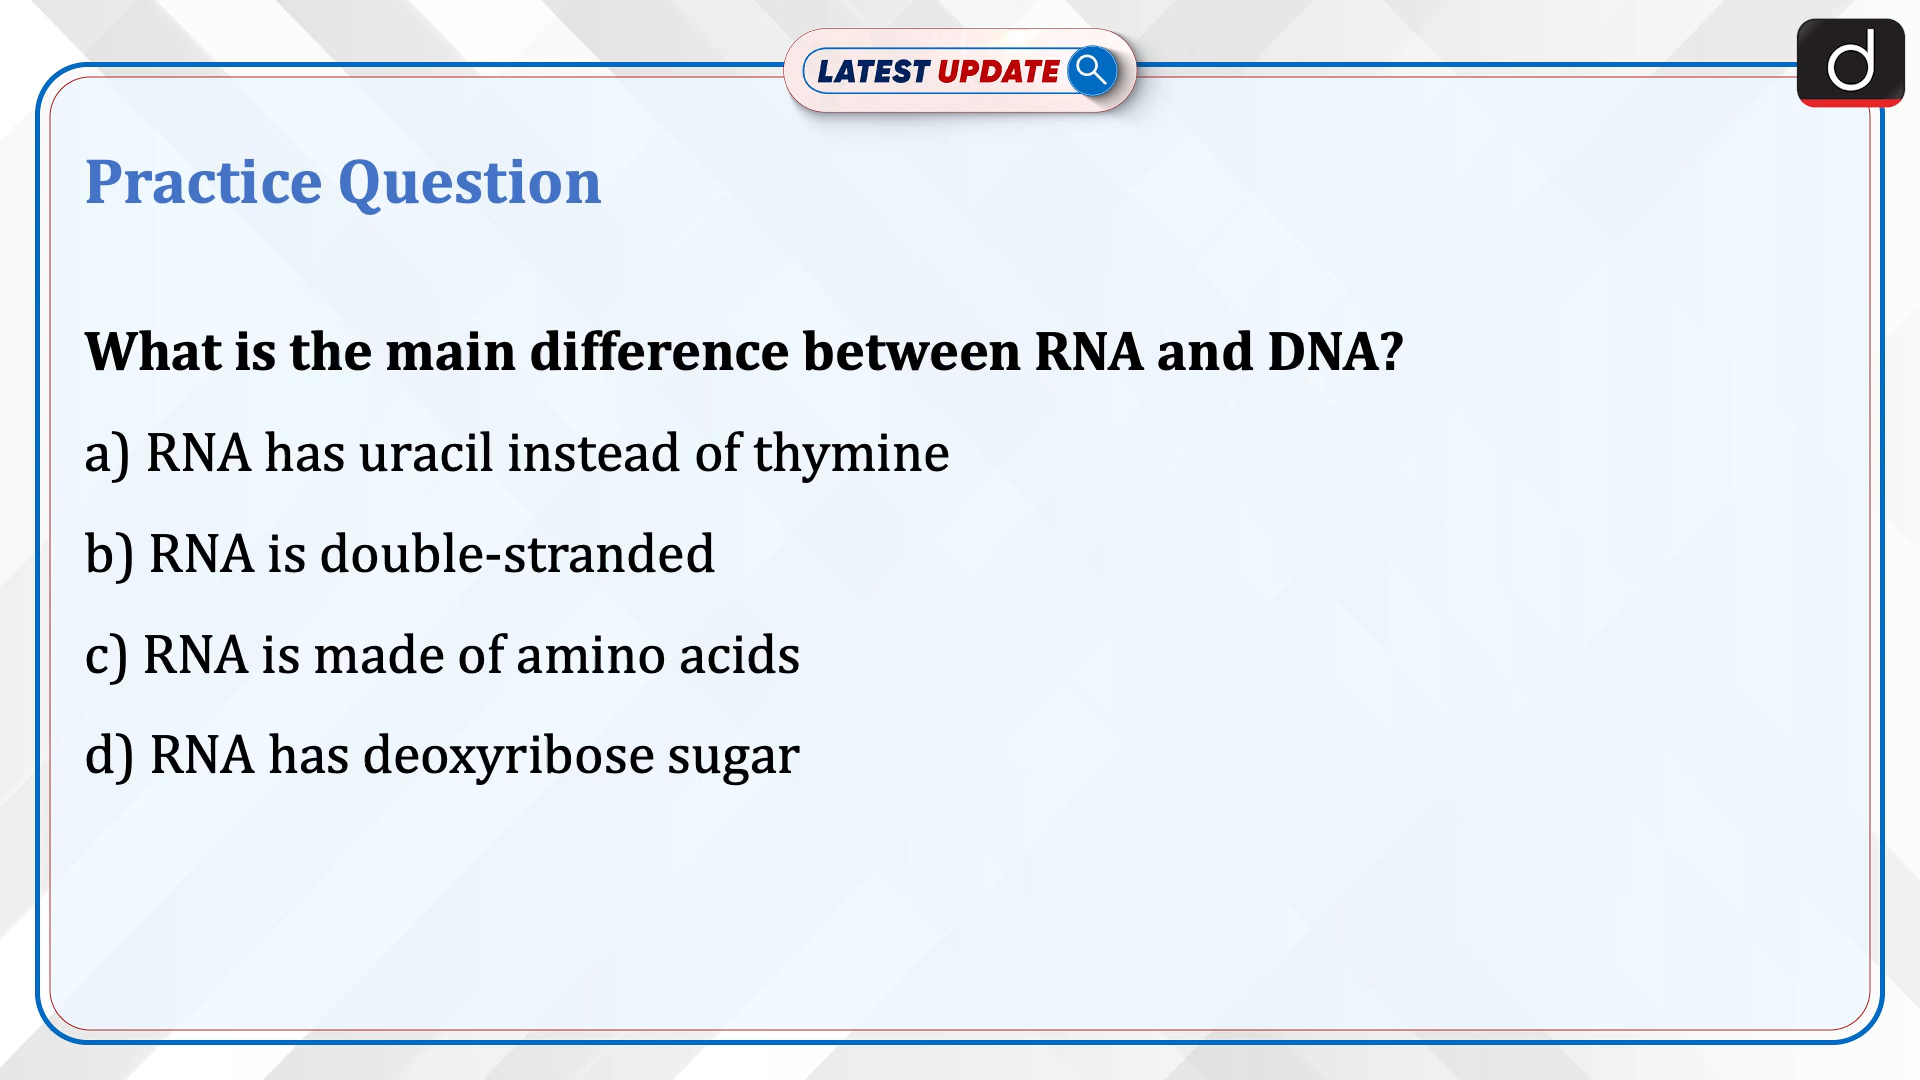 LATEST UPDATE
d
Practice Question
What is the main difference between RNA and DNA?
a) RNA has uracil instead of thymine
b) RNA is double-stranded
c) RNA is made of amino acids
d) RNA has deoxyribose sugar